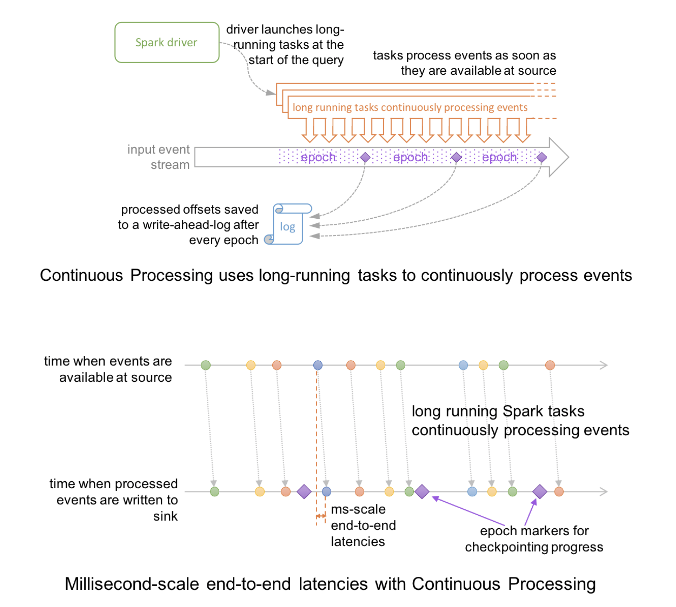 Spark driver
driver launches long-
running tasks at the
start of the query
tasks process events as soon as
they are available at source
long running tasks continuously processing events
input event
stream
epoch
epoch
epoch
processed offsets saved
to a write-ahead-log after
every epoch
log
Continuous Processing uses long-running tasks to continuously process events
time when events are
available at source
long running Spark tasks
continuously processing events
time when processed
events are written to
sink
ms-scale
end-to-end
latencies
epoch markers for
checkpointing progress
Millisecond-scale end-to-end latencies with Continuous Processing